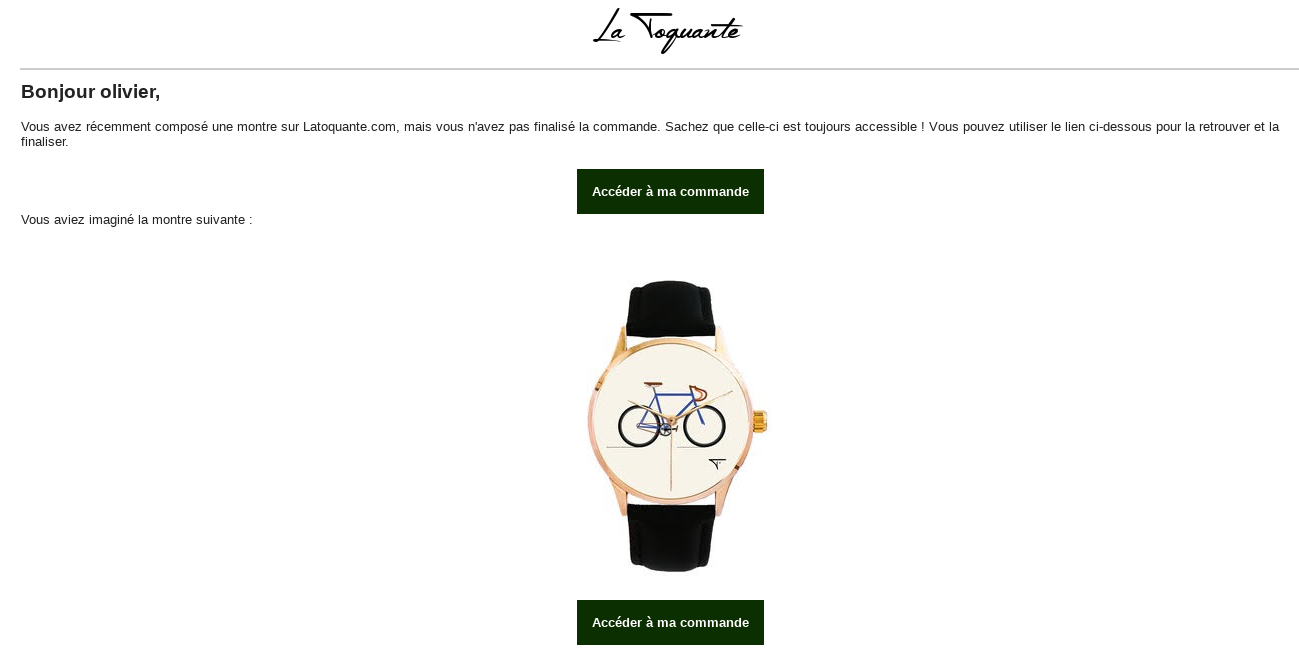 La Toquante
Bonjour olivier,
Vous avez récemment composé une montre sur Latoquante.com, mais vous n'avez pas finalisé la commande. Sachez que celle-ci est toujours accessible ! Vous pouvez utiliser le lien ci-dessous pour la retrouver et la
finaliser.
Accéder à ma commande
Vous aviez imaginé la montre suivante :
Accéder à ma commande